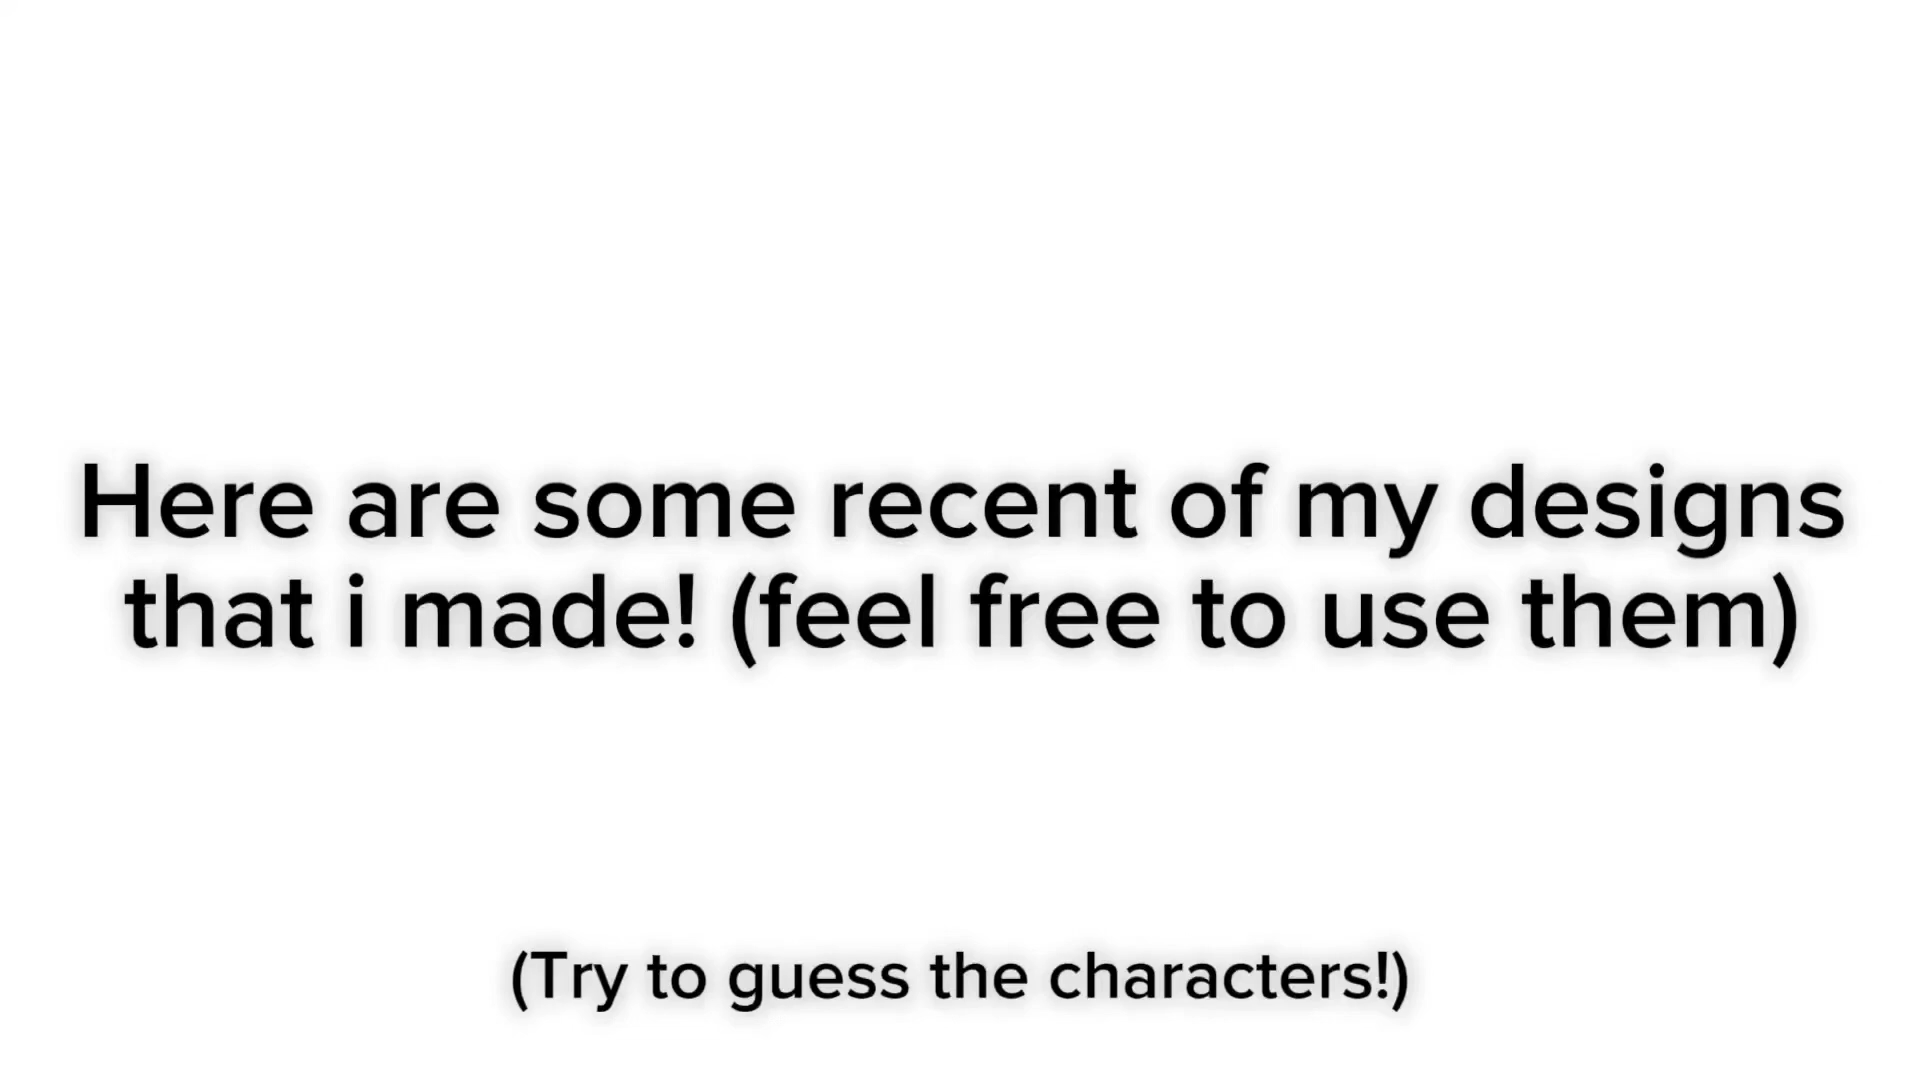 Here are some recent of my designs
that i made! (feel free to use them)
(Try to guess the characters!)